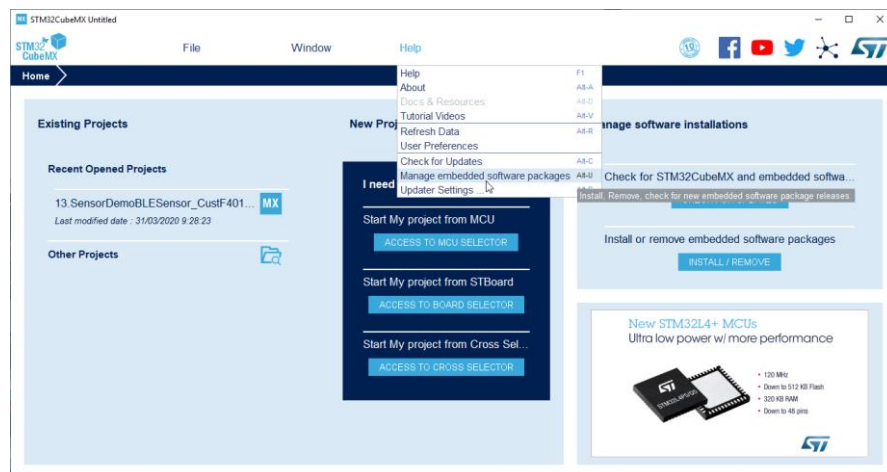 MX STM32CubeMX Untitled
STM32
CubeMX
File
Window
Help
10
Home
Help F1
About Alt-A
Docs & Resources Alt-D
Tutorial Videos Alt-V
Refresh Data Alt-R
User Preferences
Check for Updates Alt-C
Manage embedded software packages Alt-U
Updater Settings ...
Install, Remove, check for new embedded software package releases.
Existing Projects
Recent Opened Projects
13.SensorDemoBLESensor_CustF401... MX
Last modified date : 31/03/2020 9:28:23
Other Projects
New Proj
I need
Start My project from MCU
ACCESS TO MCU SELECTOR
Start My project from STBoard
ACCESS TO BOARD SELECTOR
Start My project from Cross Sel...
ACCESS TO CROSS SELECTOR
anage software installations
Check for STM32CubeMX and embedded softwa...
Install or remove embedded software packages
INSTALL / REMOVE
New STM32L4+ MCUs
Ultra low power w/ more performance
• 120 MHz
• Down to 512 KB Flash
• 320 KB RAM
• Down to 48 pins
ST